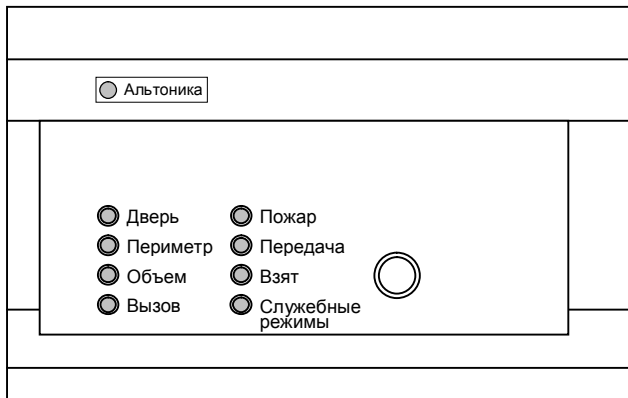 Альтоника
Дверь
Периметр
Объем
Вызов
Пожар
Передача
Взят
Служебные
режимы